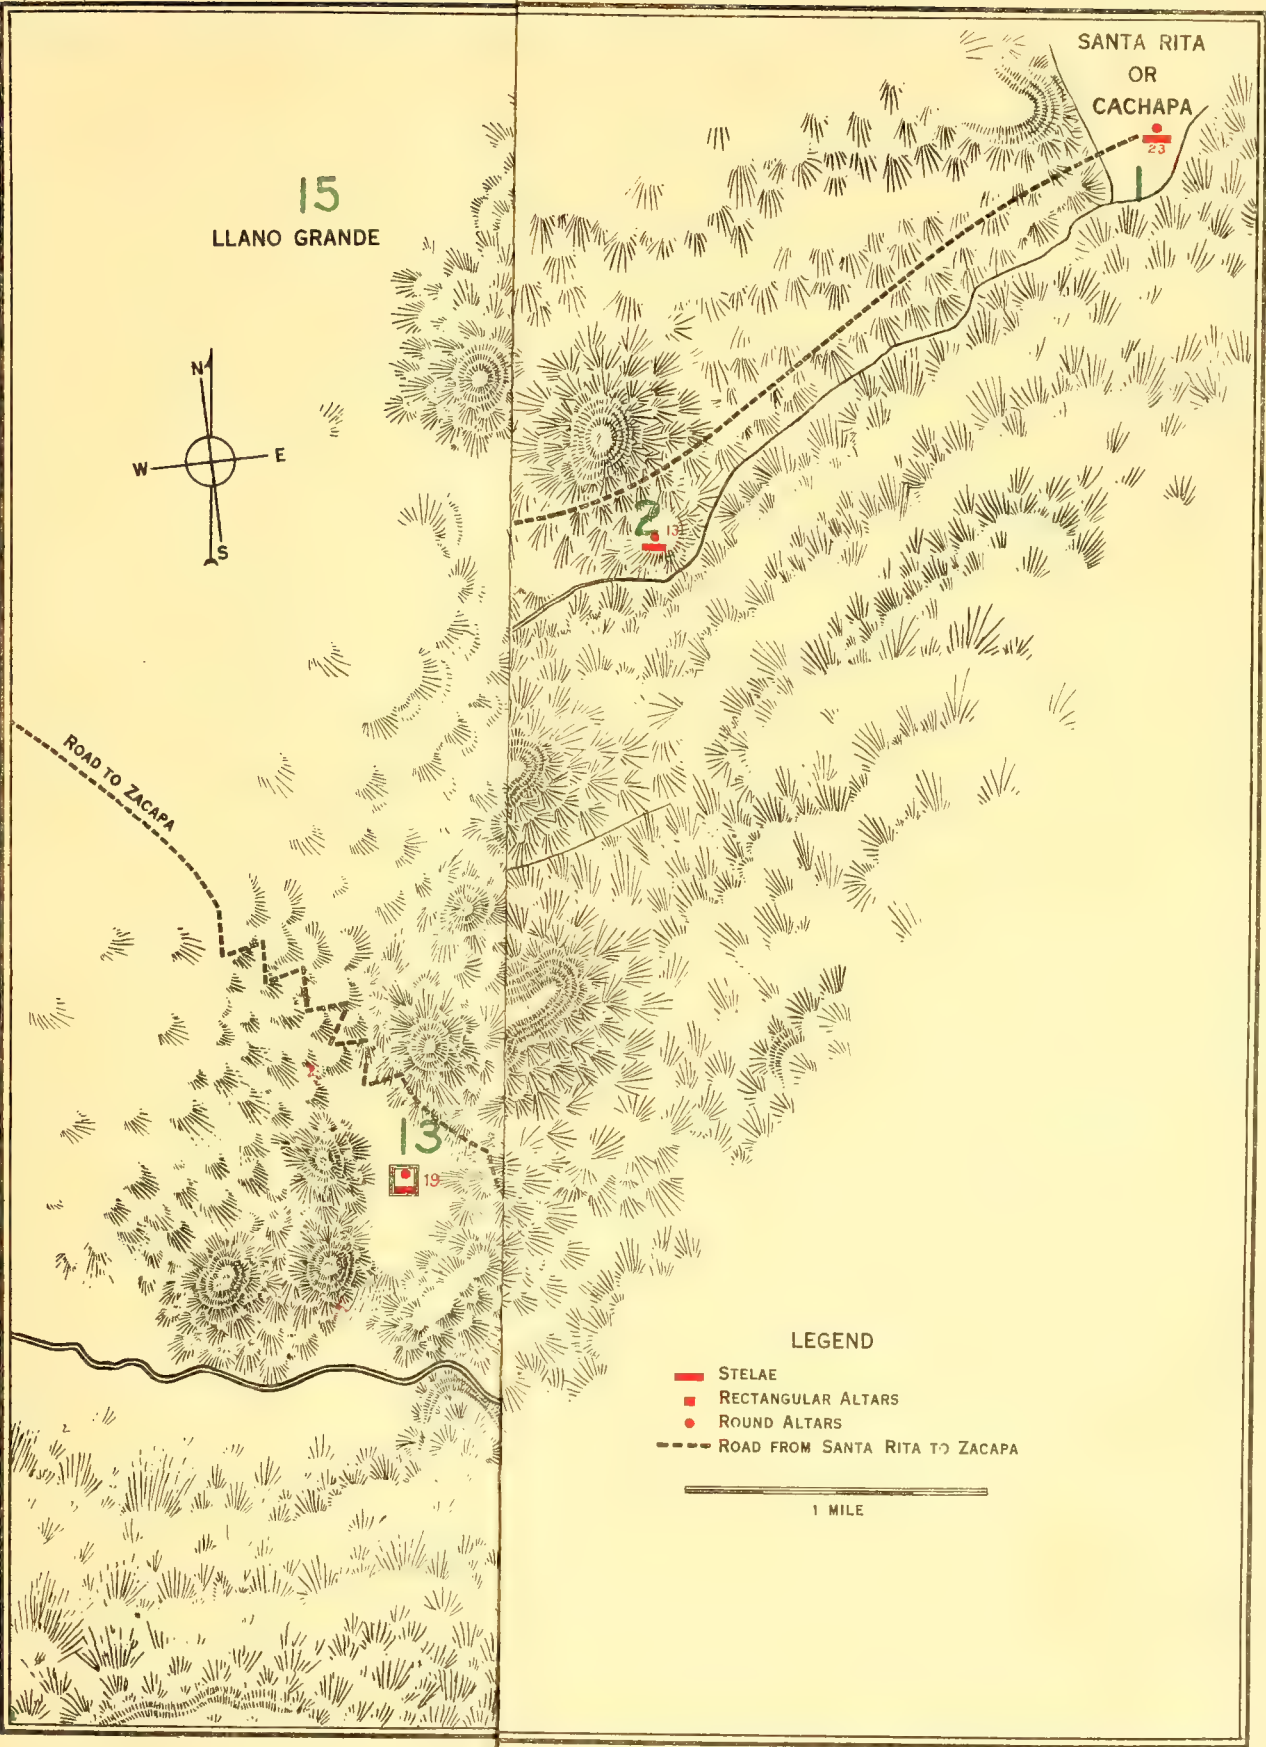 SANTA RITA
OR
CACHAPA
23
1
15
LLANO GRANDE
N
W
E
S
2
13
ROAD TO ZACAPA
13
19
LEGEND
STELAE
RECTANGULAR ALTARS
ROUND ALTARS
ROAD FROM SANTA RITA TO ZACAPA
1 MILE